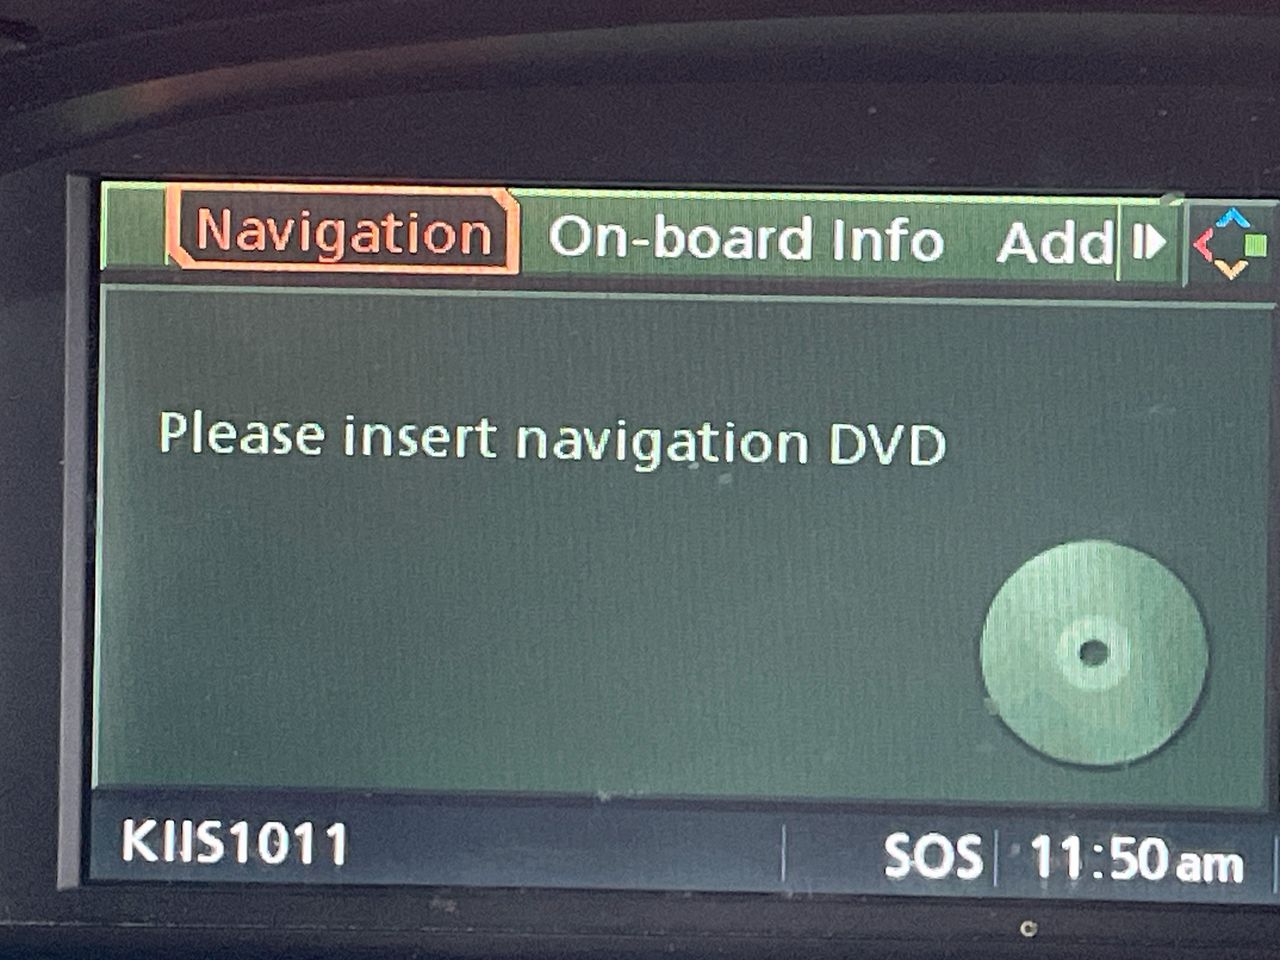 Navigation On-board Info Add
Please insert navigation DVD
KIIS1011 SOS 11:50 am